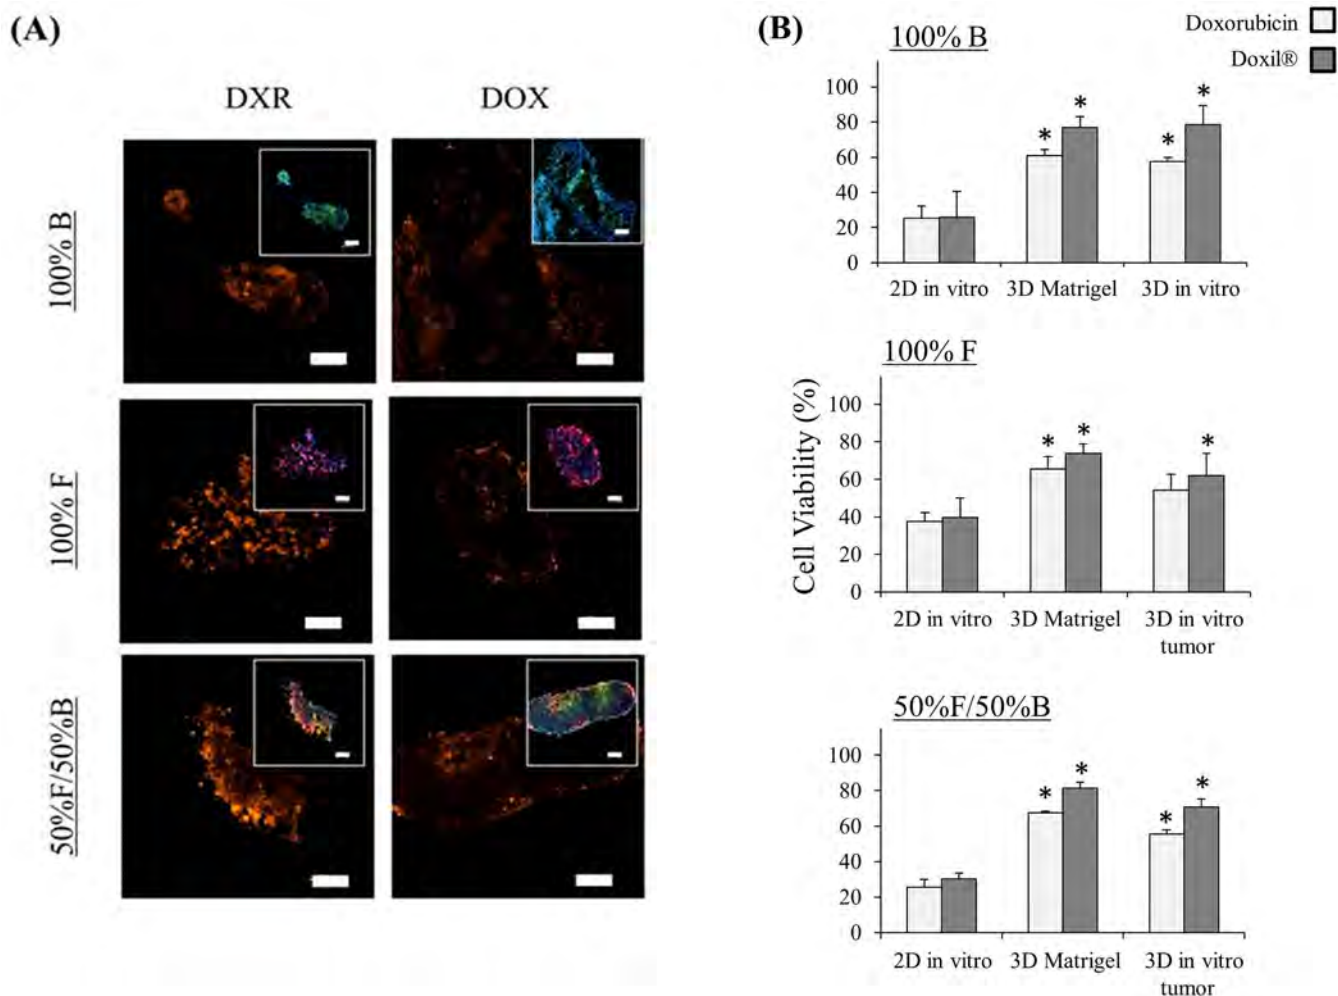 (A)
DXR DOX
100% B
100% F
50%F/50%B
(B)
Doxorubicin
Doxil®
100% B
100
80
60
40
20
0
* * * *
2D in vitro 3D Matrigel 3D in vitro
100% F
Cell Viability (%)
100
80
60
40
20
0
* * *
2D in vitro 3D Matrigel 3D in vitro
tumor
50%F/50%B
100
80
60
40
20
0
* * * *
2D in vitro 3D Matrigel 3D in vitro
tumor